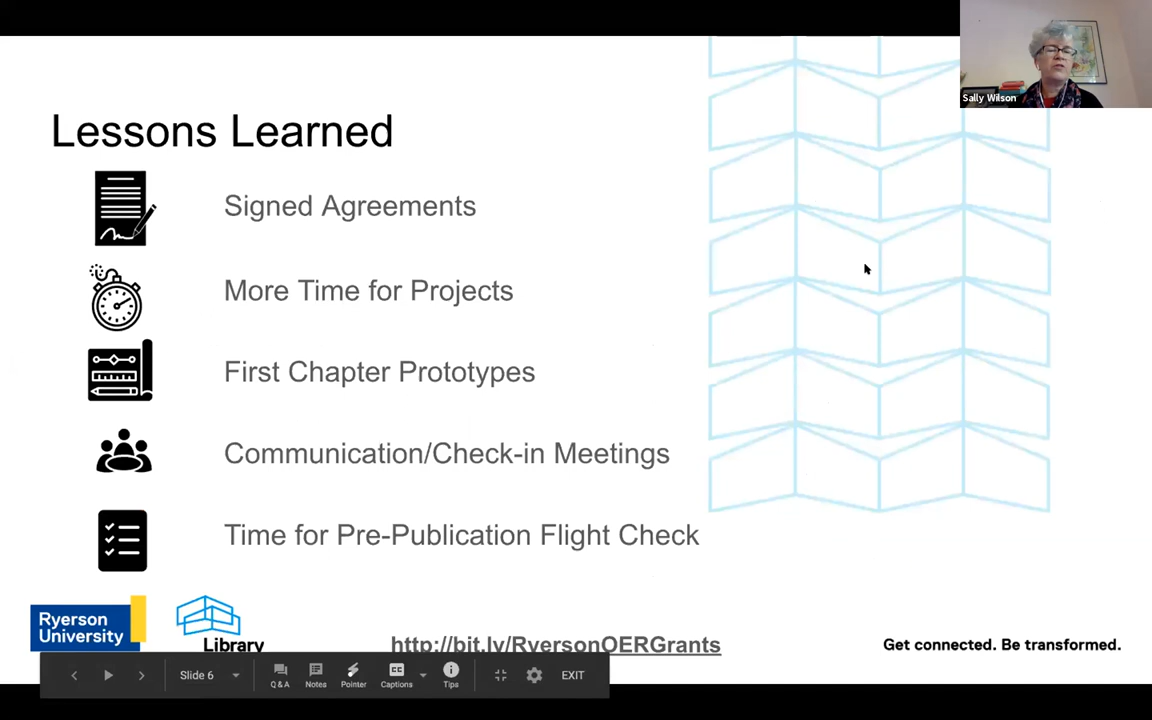 Sally Wilson
Lessons Learned
Signed Agreements
More Time for Projects
First Chapter Prototypes
Communication/Check-in Meetings
Time for Pre-Publication Flight Check
Ryerson
University
Library
http://bit.ly/RyersonOERGrants
Get connected. Be transformed.
Slide 6
Q & A
Notes
Pointer
CC
Captions
Tips
EXIT